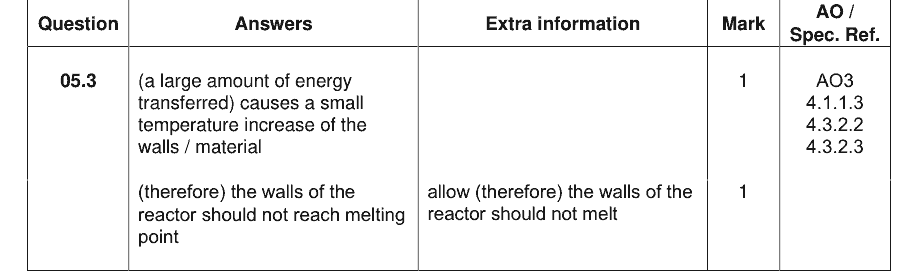 Question Answers Extra information Mark AO / Spec. Ref.
05.3 (a large amount of energy 1 AO3
transferred) causes a small 4.1.1.3
temperature increase of the 4.3.2.2
walls / material 4.3.2.3
(therefore) the walls of the allow (therefore) the walls of the 1
reactor should not reach melting reactor should not melt
point